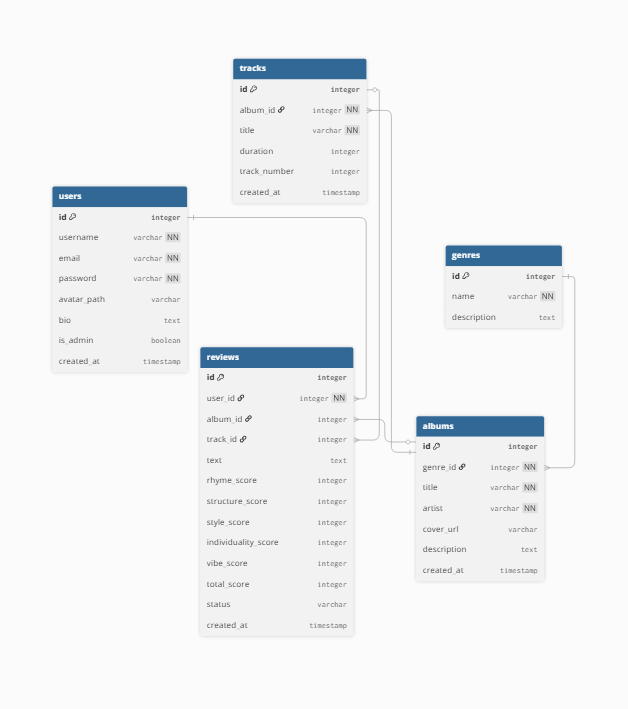 tracks
id integer
album_id integer NN
title varchar NN
duration integer
track_number integer
created_at timestamp
users
id integer
username varchar NN
email varchar NN
password varchar NN
avatar_path varchar
bio text
is_admin boolean
created_at timestamp
genres
id integer
name varchar NN
description text
reviews
id integer
user_id integer NN
album_id integer
track_id integer
text text
rhyme_score integer
structure_score integer
style_score integer
individuality_score integer
vibe_score integer
total_score integer
status varchar
created_at timestamp
albums
id integer
genre_id integer NN
title varchar NN
artist varchar NN
cover_url varchar
description text
created_at timestamp